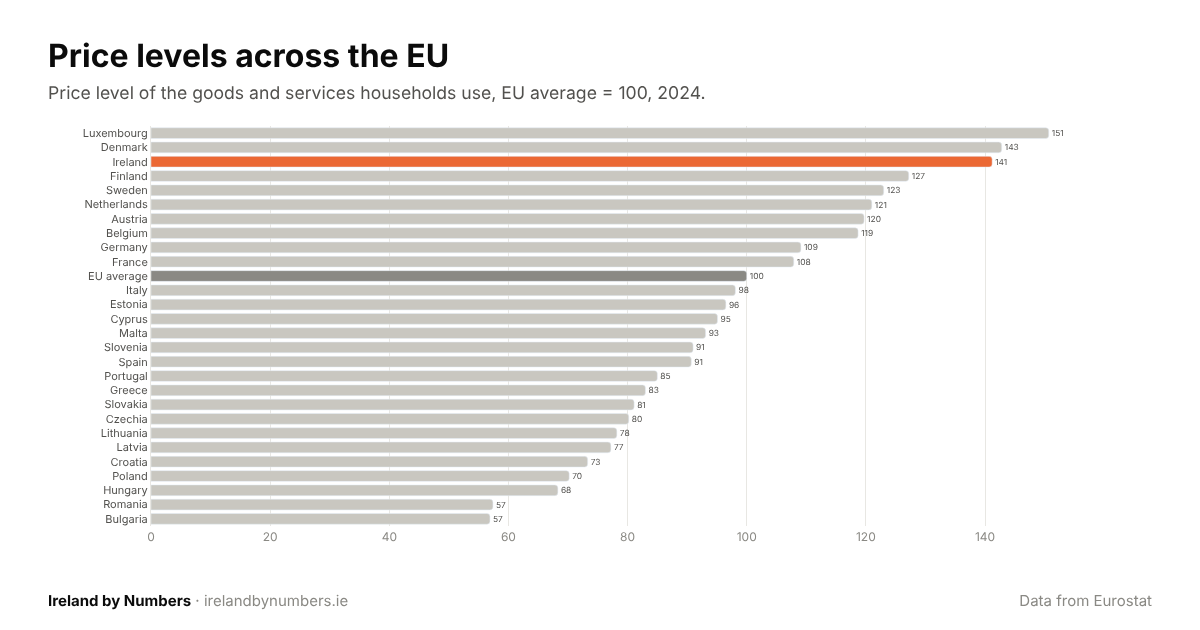 Price levels across the EU
Price level of the goods and services households use, EU average = 100, 2024.
Luxembourg 151
Denmark 143
Ireland 141
Finland 127
Sweden 123
Netherlands 121
Austria 120
Belgium 119
Germany 109
France 108
EU average 100
Italy 98
Estonia 96
Cyprus 95
Malta 93
Slovenia 91
Spain 91
Portugal 85
Greece 83
Slovakia 81
Czechia 80
Lithuania 78
Latvia 77
Croatia 73
Poland 70
Hungary 68
Romania 57
Bulgaria 57
0 20 40 60 80 100 120 140
Ireland by Numbers · irelandbynumbers.ie Data from Eurostat